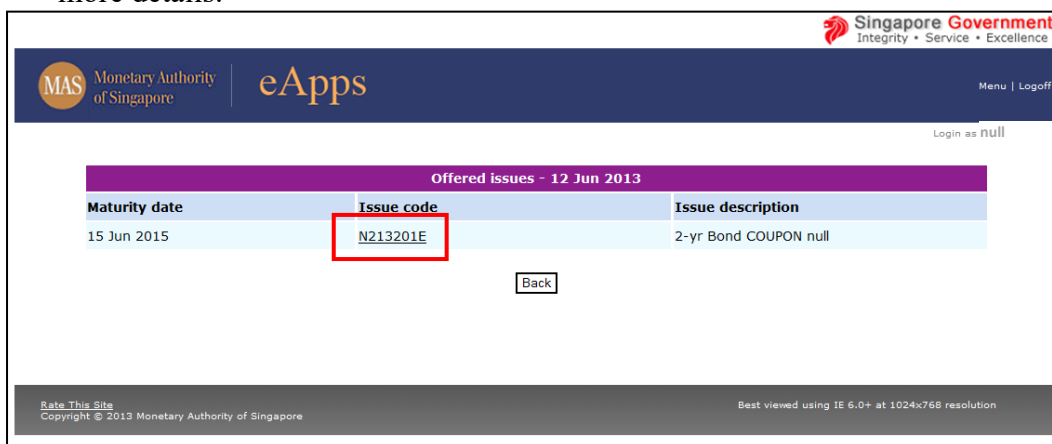 more details.
Singapore Government
Integrity • Service • Excellence
MAS Monetary Authority of Singapore
eApps
Menu | Logoff
Login as null
Offered issues - 12 Jun 2013
Maturity date Issue code Issue description
15 Jun 2015 N213201E 2-yr Bond COUPON null
Back
Rate This Site
Copyright © 2013 Monetary Authority of Singapore
Best viewed using IE 6.0+ at 1024x768 resolution